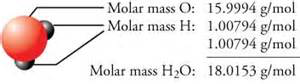 Molar mass O: 15.9994 g/mol
Molar mass H: 1.00794 g/mol
1.00794 g/mol
Molar mass H₂O: 18.0153 g/mol